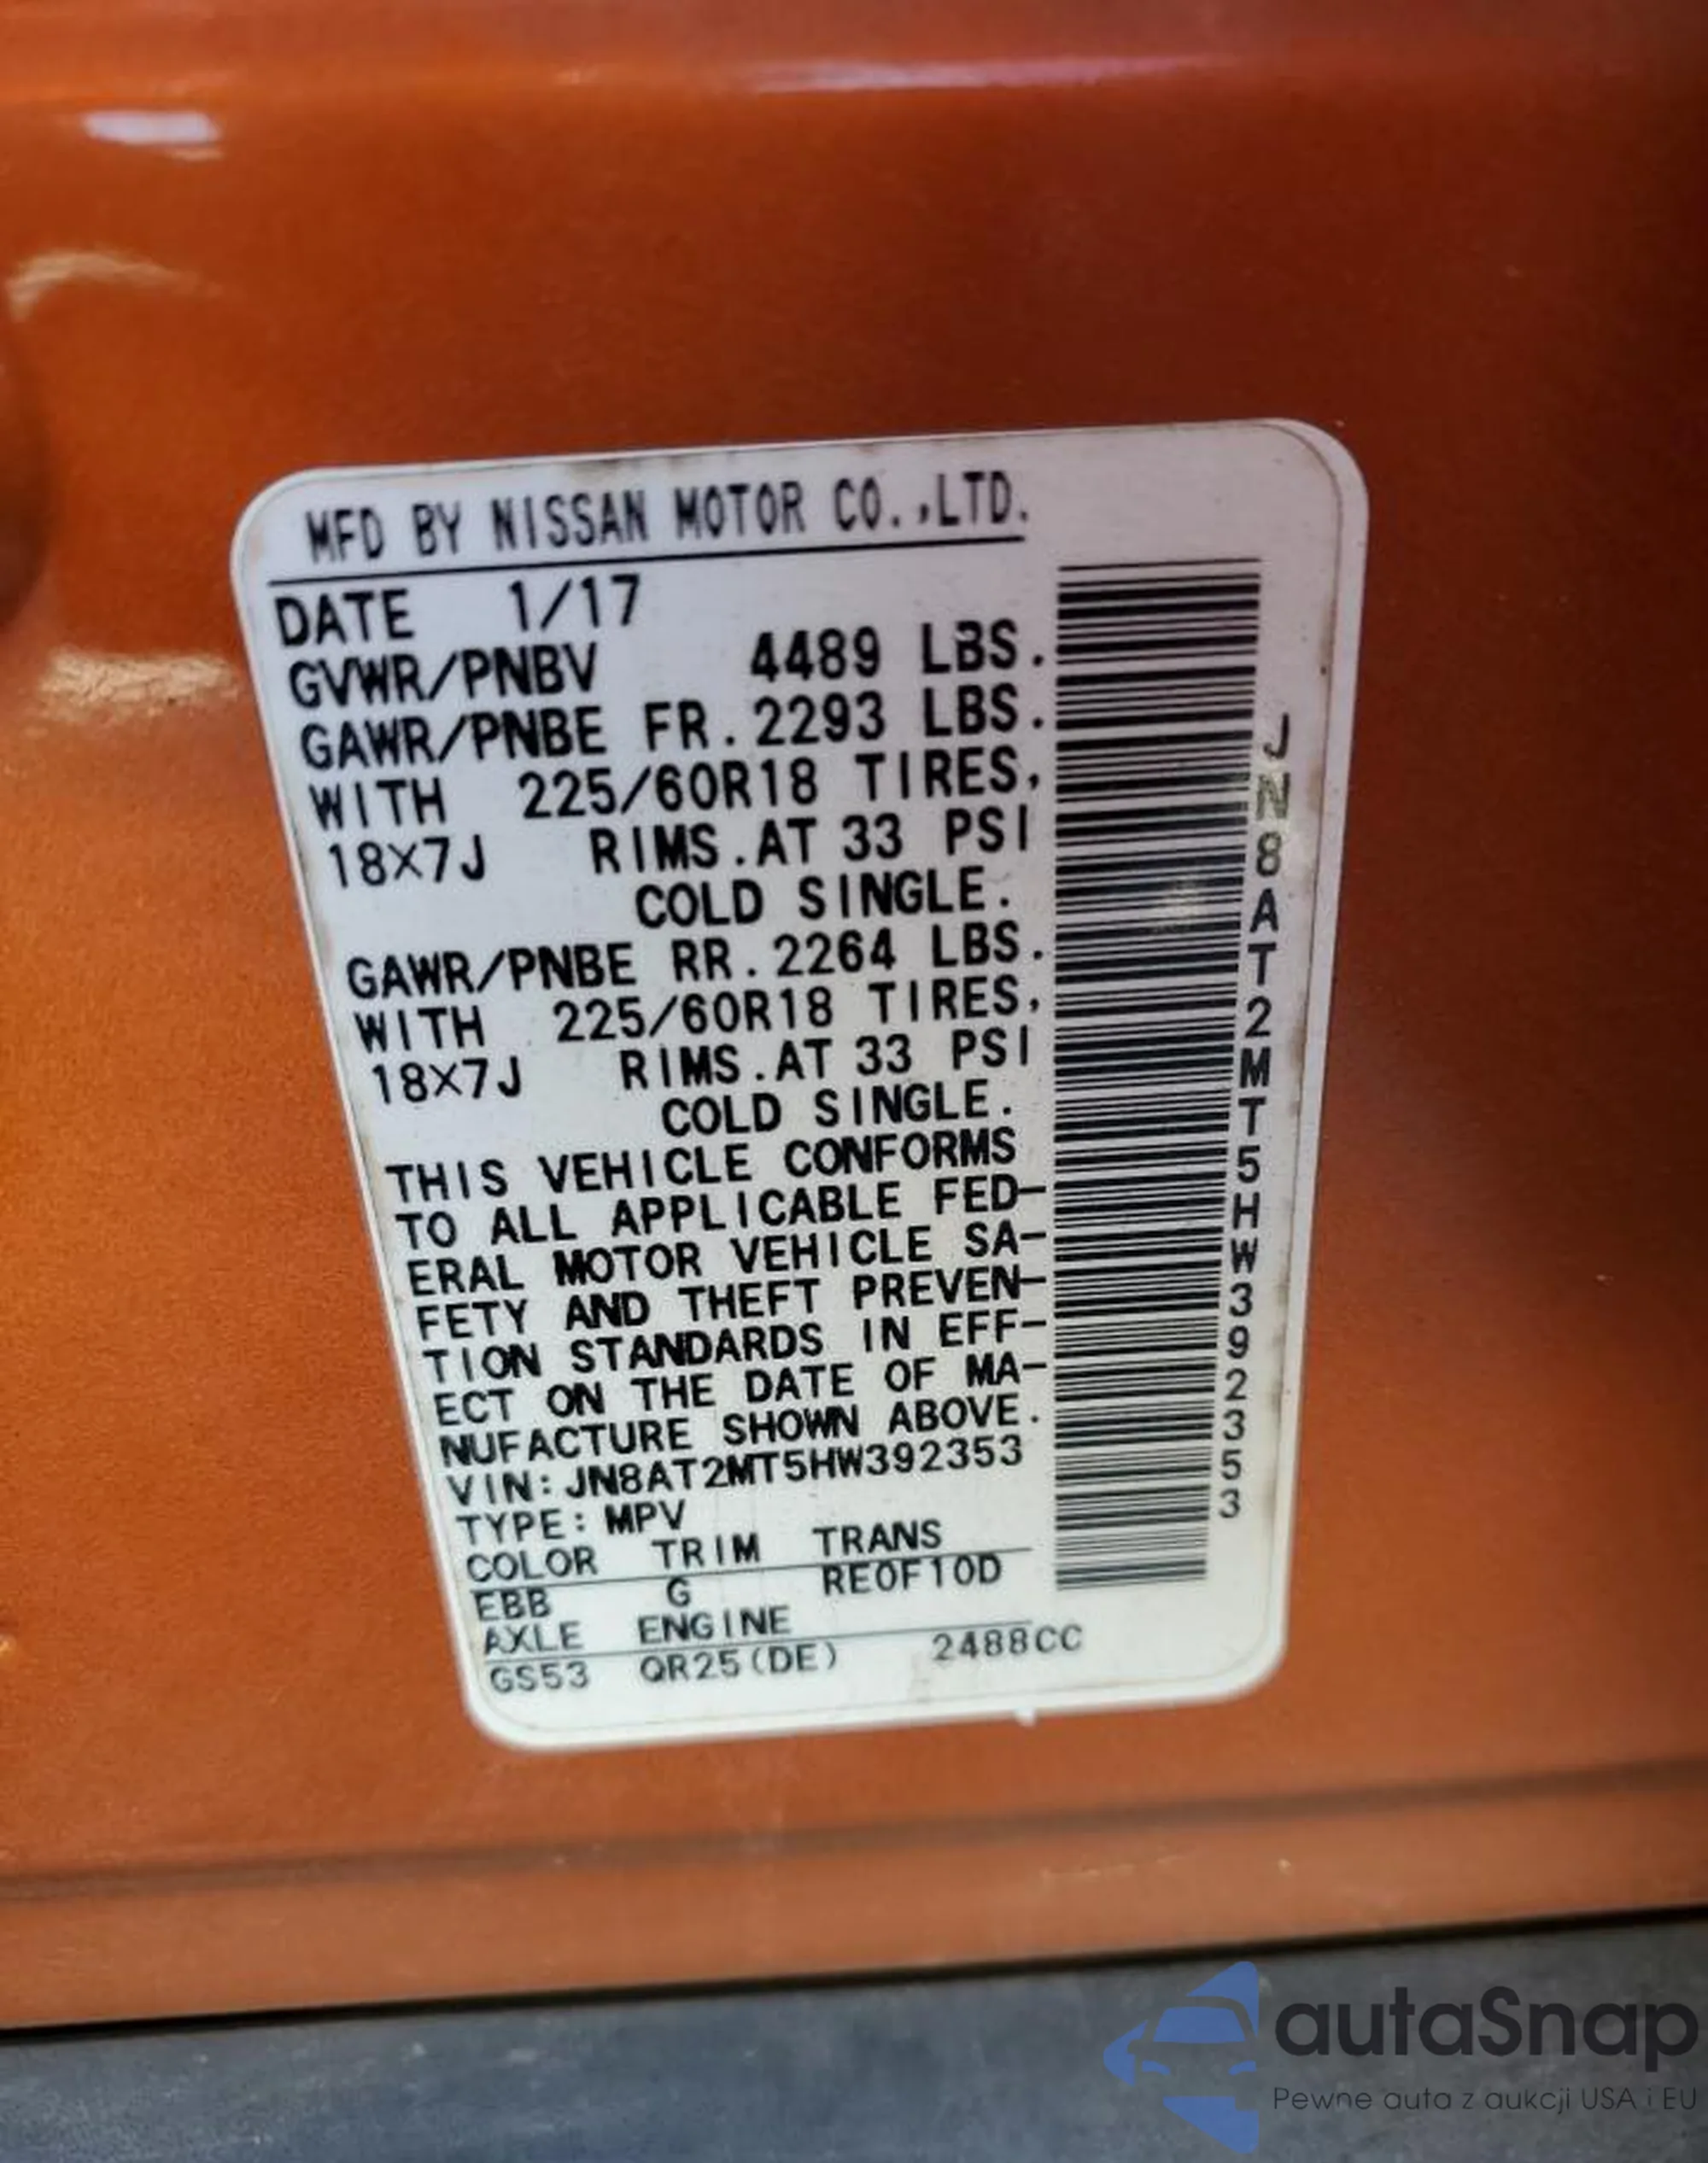 MFD BY NISSAN MOTOR CO.,LTD.
DATE 1/17
GVWR/PNBV 4489 LBS.
GAWR/PNBE FR.2293 LBS.
WITH 225/60R18 TIRES,
18×7J RIMS.AT 33 PSI
COLD SINGLE.
GAWR/PNBE RR.2264 LBS.
WITH 225/60R18 TIRES,
18×7J RIMS.AT 33 PSI
COLD SINGLE.
THIS VEHICLE CONFORMS
TO ALL APPLICABLE FED-
ERAL MOTOR VEHICLE SA-
FETY AND THEFT PREVEN-
TION STANDARDS IN EFF-
ECT ON THE DATE OF MA-
NUFACTURE SHOWN ABOVE.
VIN:JN8AT2MT5HW392353
TYPE:MPV
COLOR TRIM TRANS
EBB G RE0F10D
AXLE ENGINE
GS53 QR25(DE) 2488CC
JN8AT2MT5HW392353
autaSnap
Pewne auta z aukcji USA i EU